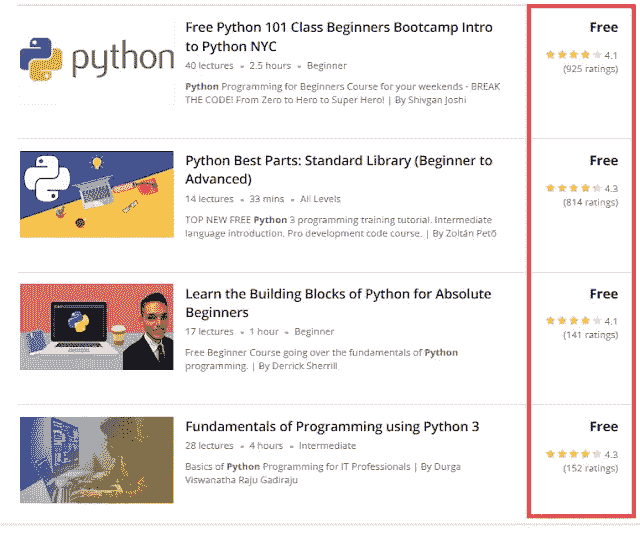 python
Free Python 101 Class Beginners Bootcamp Intro
to Python NYC
40 lectures • 2.5 hours • Beginner
Python Programming for Beginners Course for your weekends - BREAK
THE CODE! From Zero to Hero to Super Hero! | By Shivgan Joshi
Free
4.1
(925 ratings)
Python Best Parts: Standard Library (Beginner to
Advanced)
14 lectures • 33 mins • All Levels
TOP NEW FREE Python 3 programming training tutorial. Intermediate
language introduction. Pro development code course. | By Zoltán Pető
Free
4.3
(814 ratings)
Learn the Building Blocks of Python for Absolute
Beginners
17 lectures • 1 hour • Beginner
Free Beginner Course going over the fundamentals of Python
programming. | By Derrick Sherrill
Free
4.1
(141 ratings)
Fundamentals of Programming using Python 3
28 lectures • 4 hours • Intermediate
Basics of Python Programming for IT Professionals | By Durga
Viswanatha Raju Gadiraju
Free
4.3
(152 ratings)